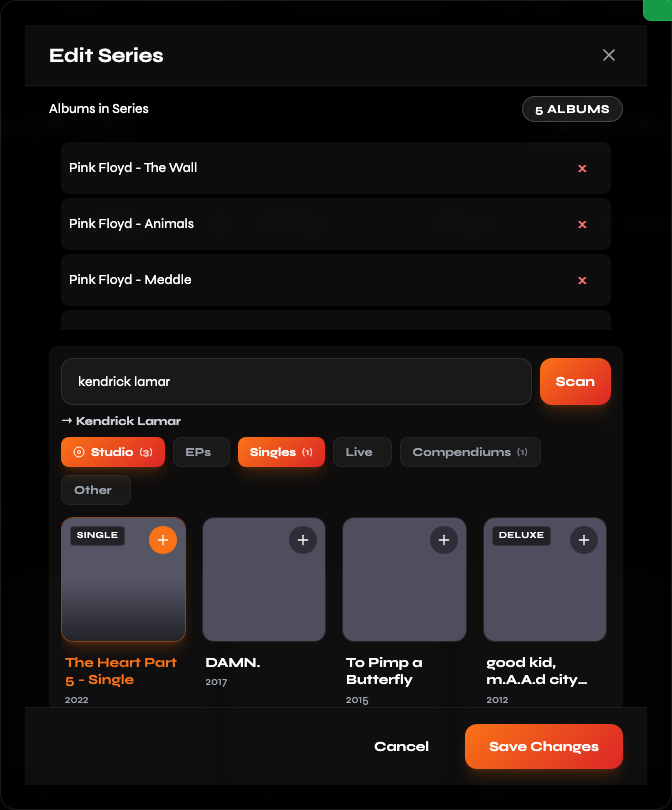 Edit Series
Albums in Series
5 ALBUMS
Pink Floyd - The Wall
x
Pink Floyd - Animals
x
Pink Floyd - Meddle
x
kendrick lamar
Scan
→ Kendrick Lamar
Studio (3)
EPs
Singles (1)
Live
Compendiums (1)
Other
SINGLE
+
+
+
DELUXE
+
The Heart Part
5 - Single
2022
DAMN.
2017
To Pimp a
Butterfly
2015
good kid,
m.A.A.d city...
2012
Cancel
Save Changes